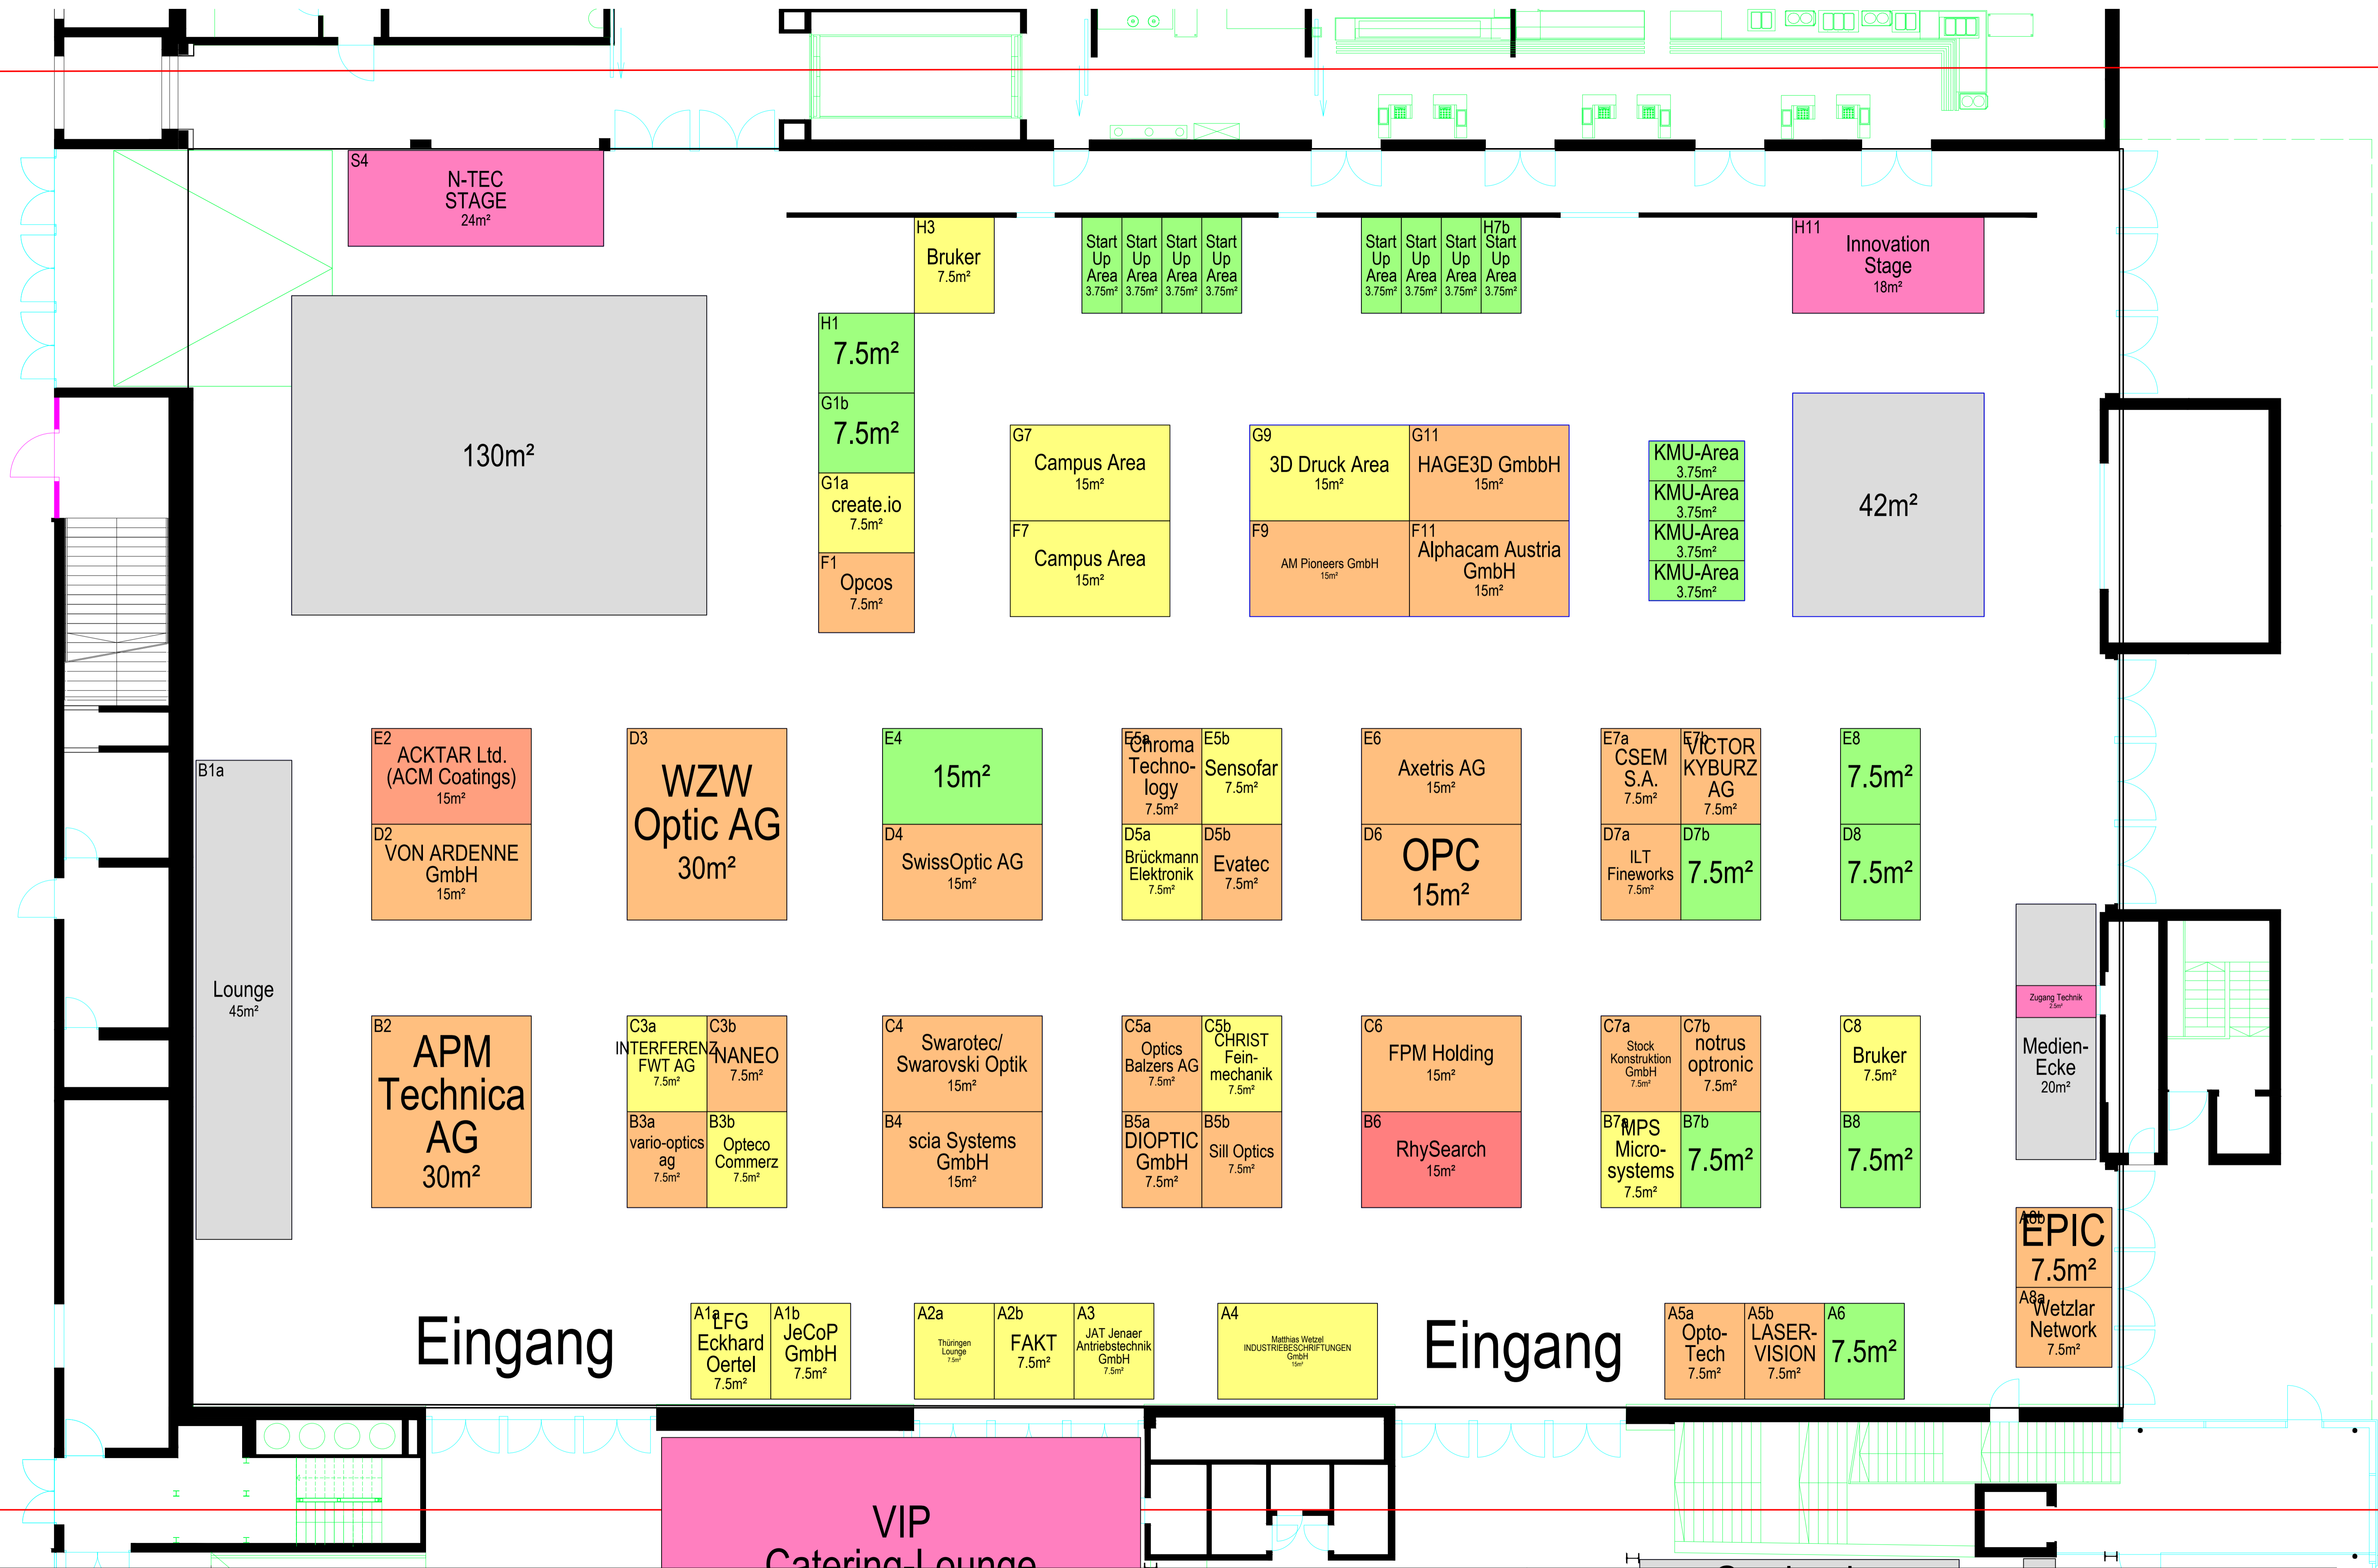 S4
N-TEC
STAGE
24m²
H3
Bruker
7.5m²
Start
Up
Area
3.75m²
Start
Up
Area
3.75m²
Start
Up
Area
3.75m²
Start
Up
Area
3.75m²
Start
Up
Area
3.75m²
Start
Up
Area
3.75m²
Start
Up
Area
3.75m²
H7b
Start
Up
Area
3.75m²
H11
Innovation
Stage
18m²
130m²
H1
7.5m²
G1b
7.5m²
G1a
create.io
7.5m²
F1
Opcos
7.5m²
G7
Campus Area
15m²
F7
Campus Area
15m²
G9
3D Druck Area
15m²
G11
HAGE3D GmbbH
15m²
F9
AM Pioneers GmbH
15m²
F11
Alphacam Austria
GmbH
15m²
KMU-Area
3.75m²
KMU-Area
3.75m²
KMU-Area
3.75m²
KMU-Area
3.75m²
42m²
B1a
Lounge
45m²
E2
ACKTAR Ltd.
(ACM Coatings)
15m²
D2
VON ARDENNE
GmbH
15m²
D3
WZW
Optic AG
30m²
E4
15m²
D4
SwissOptic AG
15m²
E5a
Chroma
Techno-
logy
7.5m²
E5b
Sensofar
7.5m²
D5a
Brückmann
Elektronik
7.5m²
D5b
Evatec
7.5m²
E6
Axetris AG
15m²
D6
OPC
15m²
E7a
CSEM
S.A.
7.5m²
E7b
VICTOR
KYBURZ
AG
7.5m²
D7a
ILT
Fineworks
7.5m²
D7b
7.5m²
E8
7.5m²
D8
7.5m²
B2
APM
Technica
AG
30m²
C3a
INTERFERENZ
FWT AG
7.5m²
C3b
NANEO
7.5m²
B3a
vario-optics
ag
7.5m²
B3b
Opteco
Commerz
7.5m²
C4
Swarotec/
Swarovski Optik
15m²
B4
scia Systems
GmbH
15m²
C5a
Optics
Balzers AG
7.5m²
C5b
CHRIST
Fein-
mechanik
7.5m²
B5a
DIOPTIC
GmbH
7.5m²
B5b
Sill Optics
7.5m²
C6
FPM Holding
15m²
B6
RhySearch
15m²
C7a
Stock
Konstruktion
GmbH
7.5m²
C7b
notrus
optronic
7.5m²
B7a
MPS
Micro-
systems
7.5m²
B7b
7.5m²
C8
Bruker
7.5m²
B8
7.5m²
Zugang Technik
2.5m²
Medien-
Ecke
20m²
A8b
EPIC
7.5m²
A8a
Wetzlar
Network
7.5m²
Eingang
A1a
LFG
Eckhard
Oertel
7.5m²
A1b
JeCoP
GmbH
7.5m²
A2a
Thüringen
Lounge
7.5m²
A2b
FAKT
7.5m²
A3
JAT Jenaer
Antriebstechnik
GmbH
7.5m²
A4
Matthias Wetzel
INDUSTRIEBESCHRIFTUNGEN
GmbH
15m²
Eingang
A5a
Opto-
Tech
7.5m²
A5b
LASER-
VISION
7.5m²
A6
7.5m²
VIP
Catering-Lounge